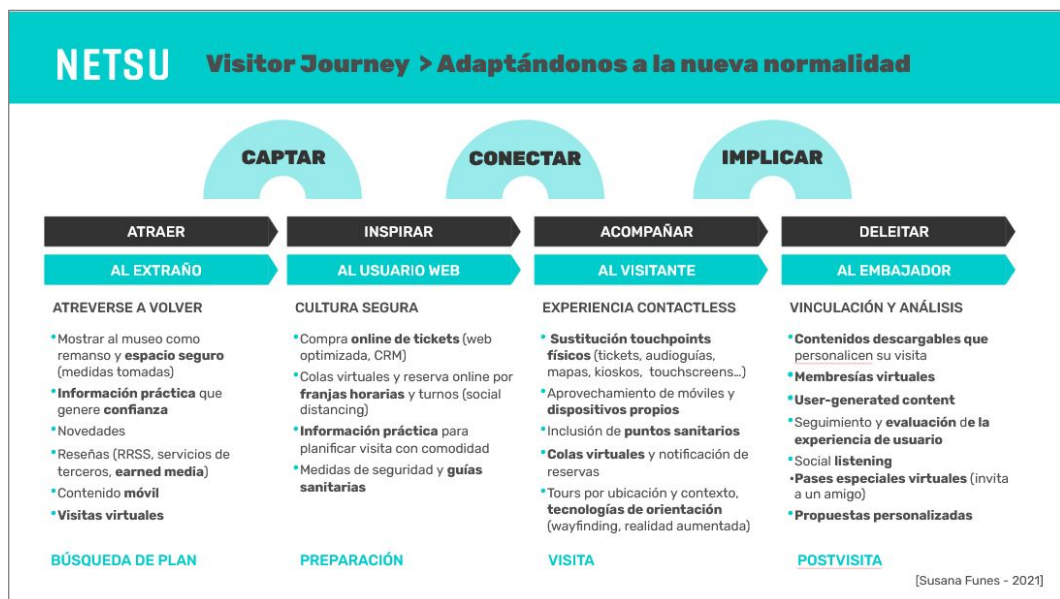 NETSU
Visitor Journey > Adaptándonos a la nueva normalidad
CAPTAR
CONECTAR
IMPLICAR
ATRAER
INSPIRAR
ACOMPAÑAR
DELEITAR
AL EXTRAÑO
AL USUARIO WEB
AL VISITANTE
AL EMBAJADOR
ATREVERSE A VOLVER
•Mostrar al museo como
remanso y espacio seguro
(medidas tomadas)
•Información práctica que
genere confianza
•Novedades
•Reseñas (RRSS, servicios de
terceros, earned media)
•Contenido móvil
•Visitas virtuales
BÚSQUEDA DE PLAN
CULTURA SEGURA
•Compra online de tickets (web
optimizada, CRM)
•Colas virtuales y reserva online por
franjas horarias y turnos (social
distancing)
•Información práctica para
planificar visita con comodidad
•Medidas de seguridad y guías
sanitarias
PREPARACIÓN
EXPERIENCIA CONTACTLESS
• Sustitución touchpoints
físicos (tickets, audioguías,
mapas, kioskos, touchscreens…)
•Aprovechamiento de móviles y
dispositivos propios
•Inclusión de puntos sanitarios
•Colas virtuales y notificación de
reservas
•Tours por ubicación y contexto,
tecnologías de orientación
(wayfinding, realidad aumentada)
VISITA
VINCULACIÓN Y ANÁLISIS
•Contenidos descargables que
personalicen su visita
•Membresías virtuales
•User-generated content
•Seguimiento y evaluación de la
experiencia de usuario
•Social listening
•Pases especiales virtuales (invita
a un amigo)
•Propuestas personalizadas
POSTVISITA
[Susana Funes - 2021]